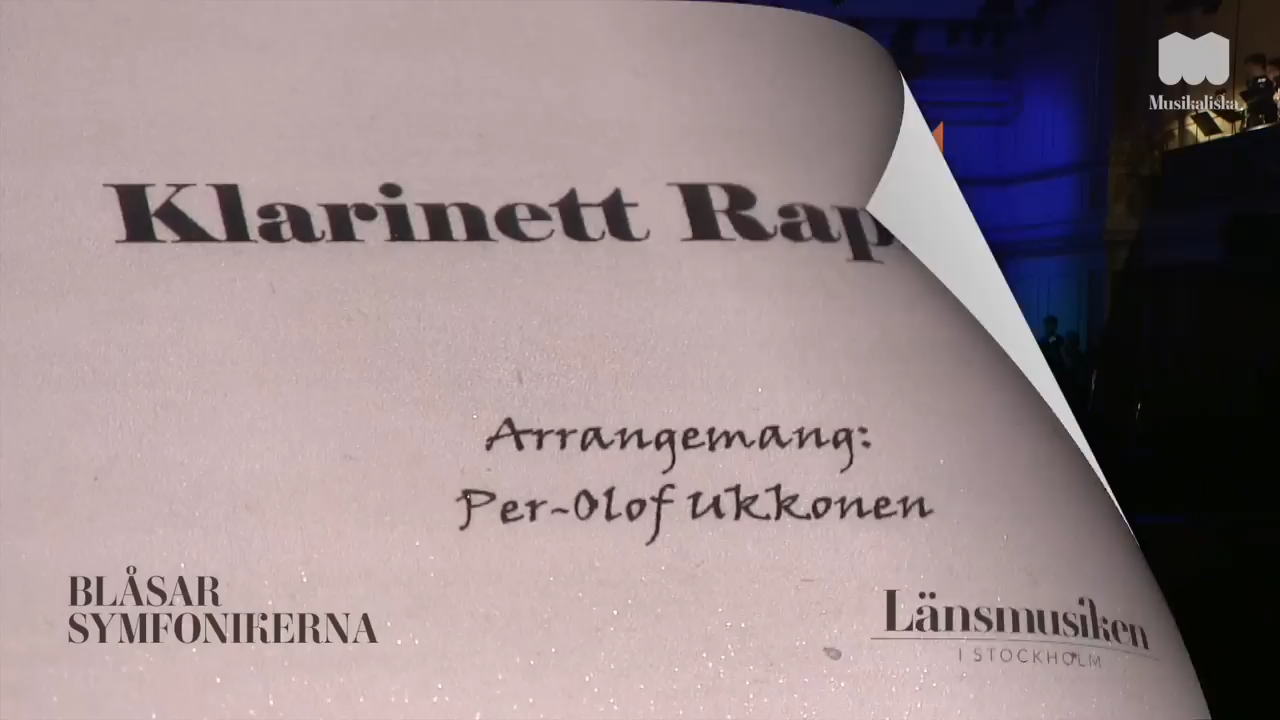 Musikaliska
Klarinett Rap
Arrangemang:
Per-Olof Ukkonen
BLÅSAR
SYMFONIKERNA
Länsmusiken
I STOCKHOLM